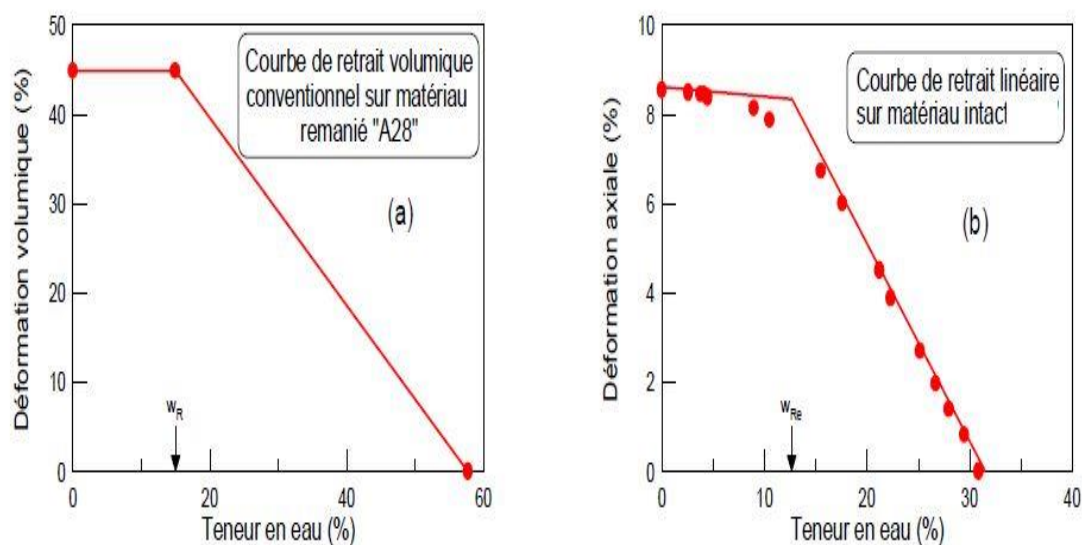 50
40
30
20
10
0
Déformation volumique (%)
Courbe de retrait volumique
conventionnel sur matériau
remanié "A28"
(a)
wR
0
20
40
60
Teneur en eau (%)
10
8
6
4
2
0
Déformation axiale (%)
Courbe de retrait linéaire
sur matériau intact
(b)
wRe
0
10
20
30
40
Teneur en eau (%)